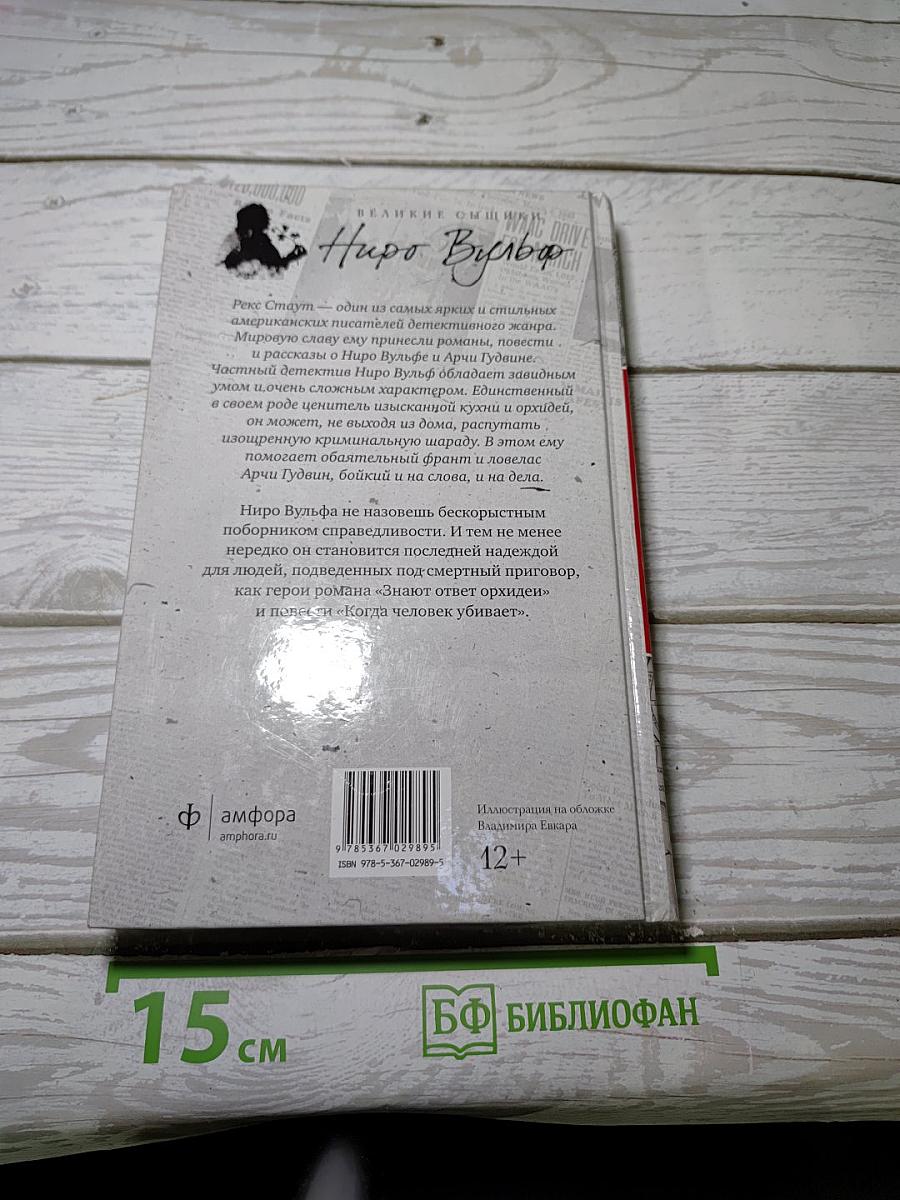 ВЕЛИКИЕ СЫЩИКИ
Ниро Вульф
Рекс Стаут — один из самых ярких и стильных
американских писателей детективного жанра.
Мировую славу ему принесли романы, повести
и рассказы о Ниро Вульфе и Арчи Гудвине.
Частный детектив Ниро Вульф обладает завидным
умом и очень сложным характером. Единственный
в своем роде ценитель изысканной кухни и орхидей,
он может, не выходя из дома, распутать
изощренную криминальную шараду. В этом ему
помогает обаятельный франт и ловелас
Арчи Гудвин, бойкий и на слова, и на дела.
Ниро Вульфа не назовешь бескорыстным
поборником справедливости. И тем не менее
нередко он становится последней надеждой
для людей, подведенных под смертный приговор,
как герои романа «Знают ответ орхидеи»
и повести «Когда человек убивает».
ф амфора
amphora.ru
9 785367 029895
ISBN 978-5-367-02989-5
Иллюстрация на обложке
Владимира Евкара
12+
15 см
БФ БИБЛИОФАН